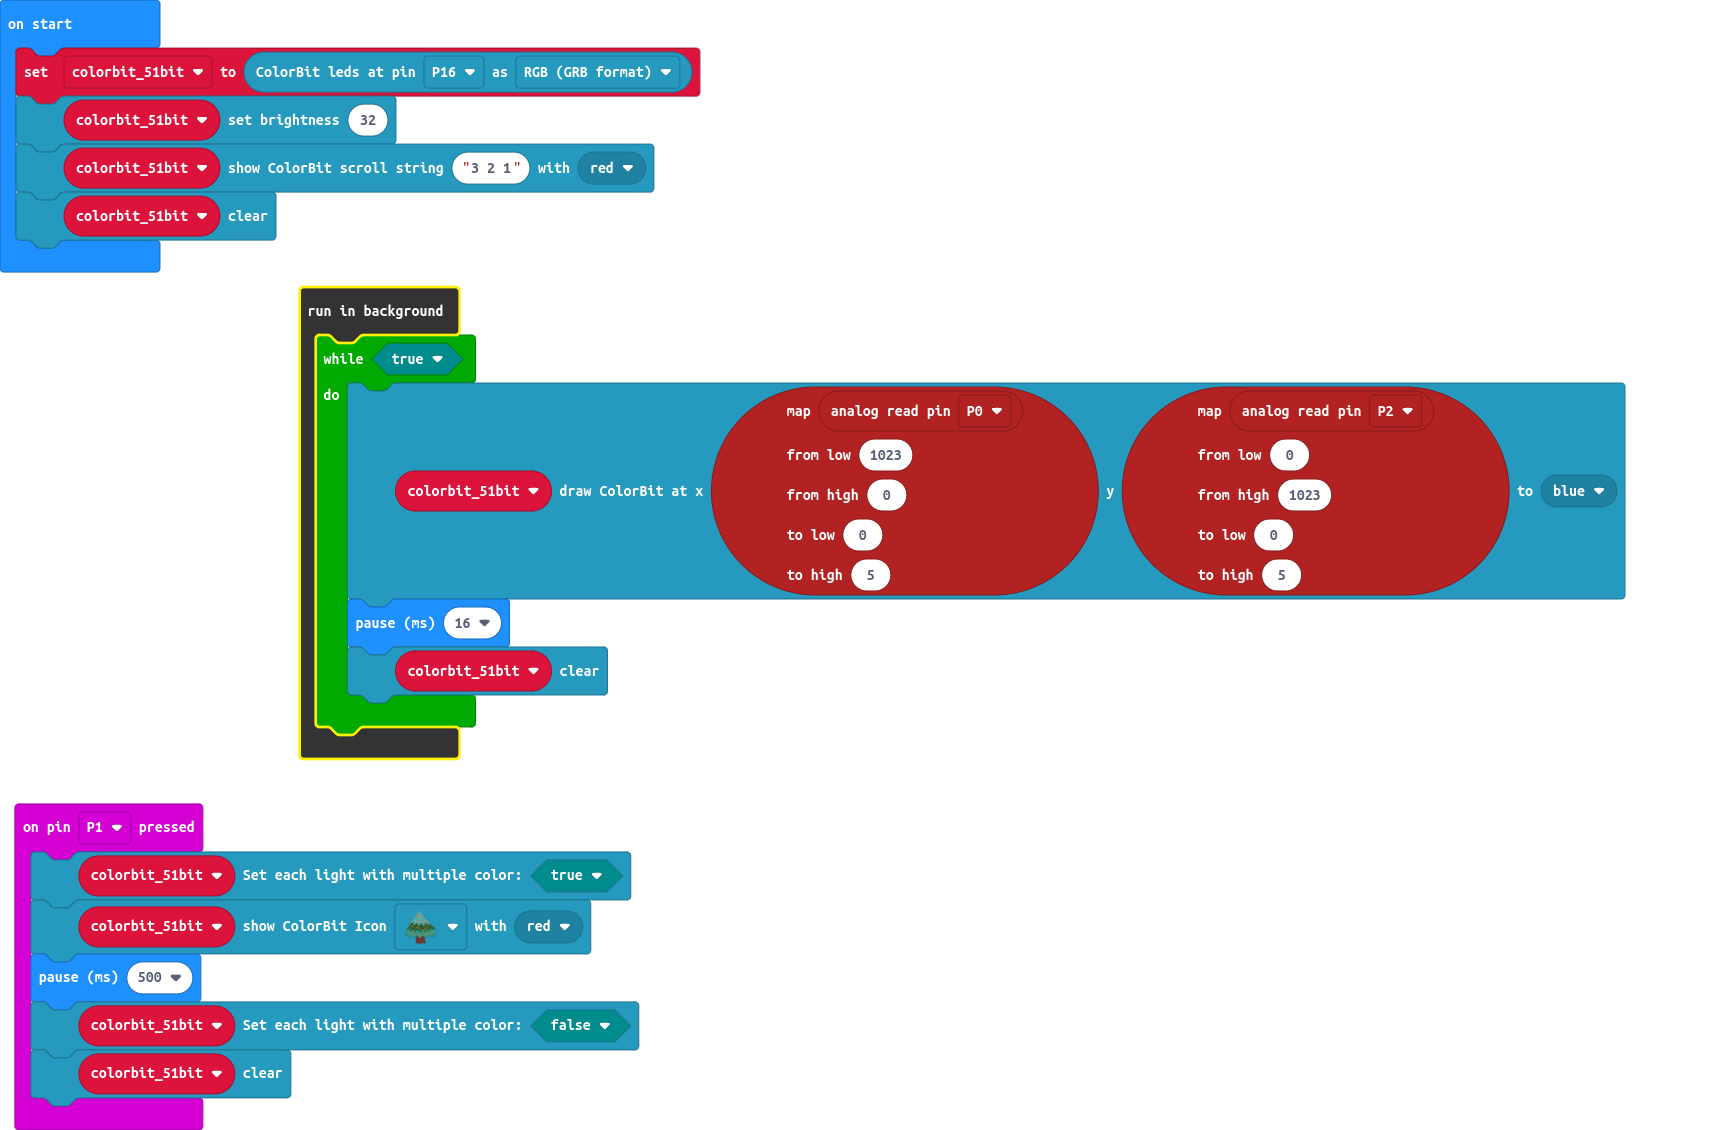 on start
set colorbit_51bit to ColorBit leds at pin P16 as RGB (GRB format)
colorbit_51bit set brightness 32
colorbit_51bit show ColorBit scroll string "3 2 1" with red
colorbit_51bit clear
run in background
while true
do
map analog read pin P0
from low 1023
from high 0
to low 0
to high 5
map analog read pin P2
from low 0
from high 1023
to low 0
to high 5
colorbit_51bit draw ColorBit at x y to blue
pause (ms) 16
colorbit_51bit clear
on pin P1 pressed
colorbit_51bit Set each light with multiple color: true
colorbit_51bit show ColorBit Icon with red
pause (ms) 500
colorbit_51bit Set each light with multiple color: false
colorbit_51bit clear